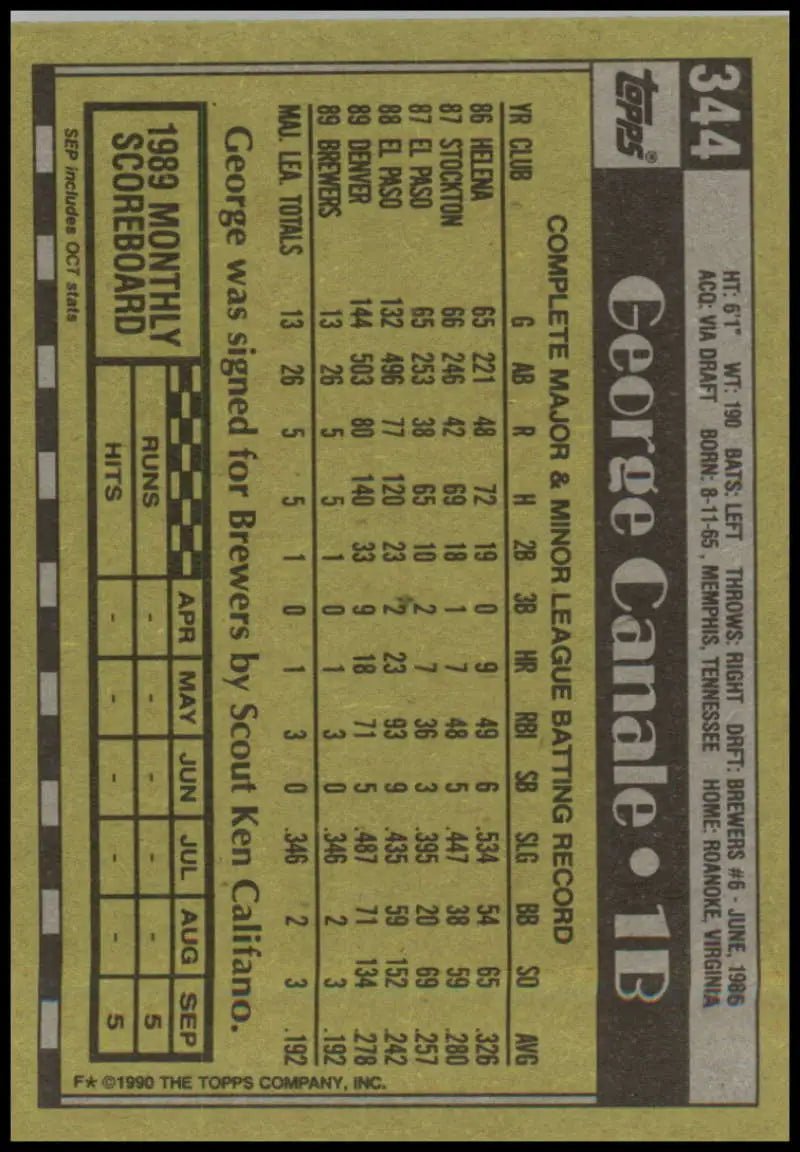 344
HT: 6'1" WT: 190 BATS: LEFT THROWS: RIGHT DRFT: BREWERS #6 - JUNE, 1986
ACQ: VIA DRAFT BORN: 8-11-65, MEMPHIS, TENNESSEE HOME: ROANOKE, VIRGINIA
TOPPS®
George Canale • 1B
COMPLETE MAJOR & MINOR LEAGUE BATTING RECORD
YR CLUB G AB R H 2B 3B HR RBI SB SLG BB SO AVG
86 HELENA 65 221 48 72 19 0 9 49 6 .534 54 65 .326
87 STOCKTON 66 246 42 69 18 1 7 48 5 .447 38 59 .280
87 EL PASO 65 253 38 65 10 2 7 36 3 .395 20 69 .257
88 EL PASO 132 496 77 120 23 2 23 93 9 .435 59 152 .242
89 DENVER 144 503 80 140 33 9 18 71 5 .487 71 134 .278
89 BREWERS 13 26 5 5 1 0 1 3 0 .346 2 3 .192
MAJ. LEA. TOTALS 13 26 5 5 1 0 1 3 0 .346 2 3 .192
George was signed for Brewers by Scout Ken Califano.
1989 MONTHLY
SCOREBOARD
APR MAY JUN JUL AUG SEP
RUNS - - - - - 5
HITS - - - - - 5
SEP includes OCT stats
F★ ©1990 THE TOPPS COMPANY, INC.